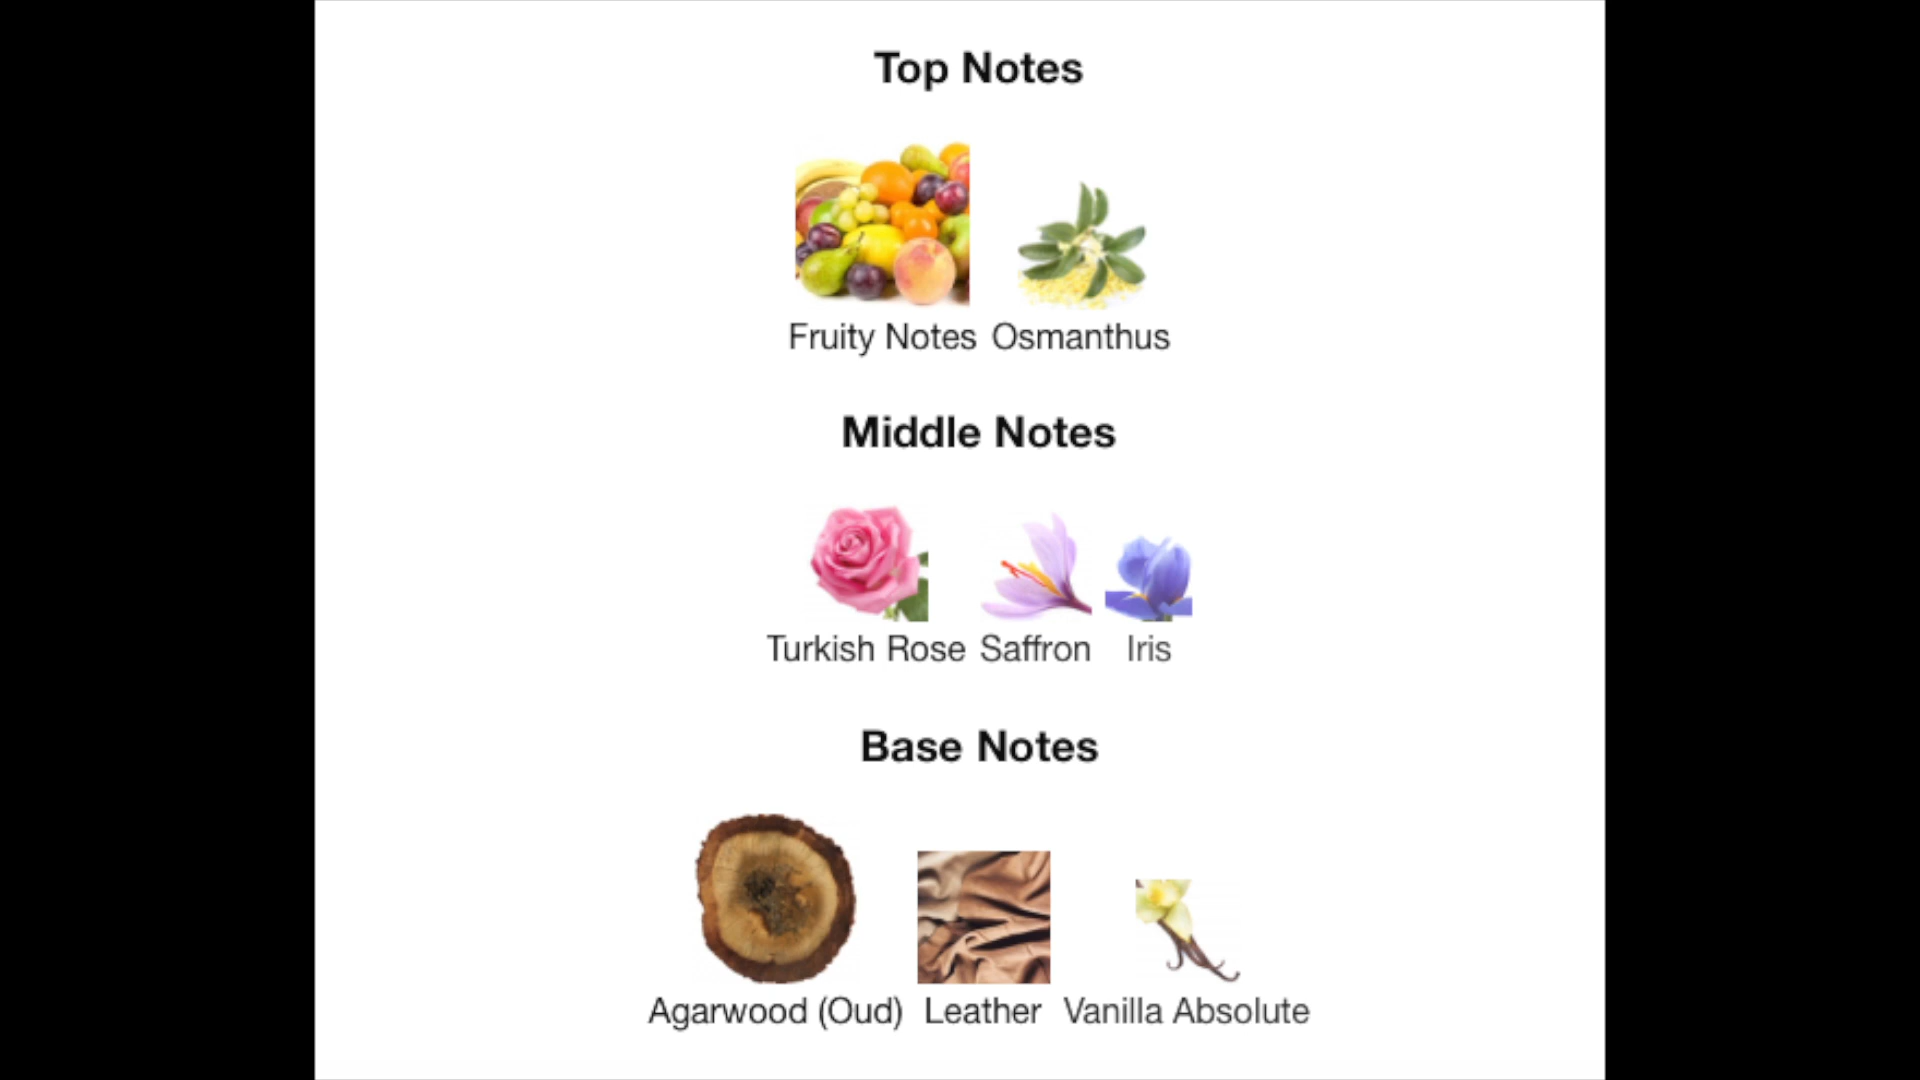 Top Notes
Fruity Notes Osmanthus
Middle Notes
Turkish Rose Saffron Iris
Base Notes
Agarwood (Oud) Leather Vanilla Absolute